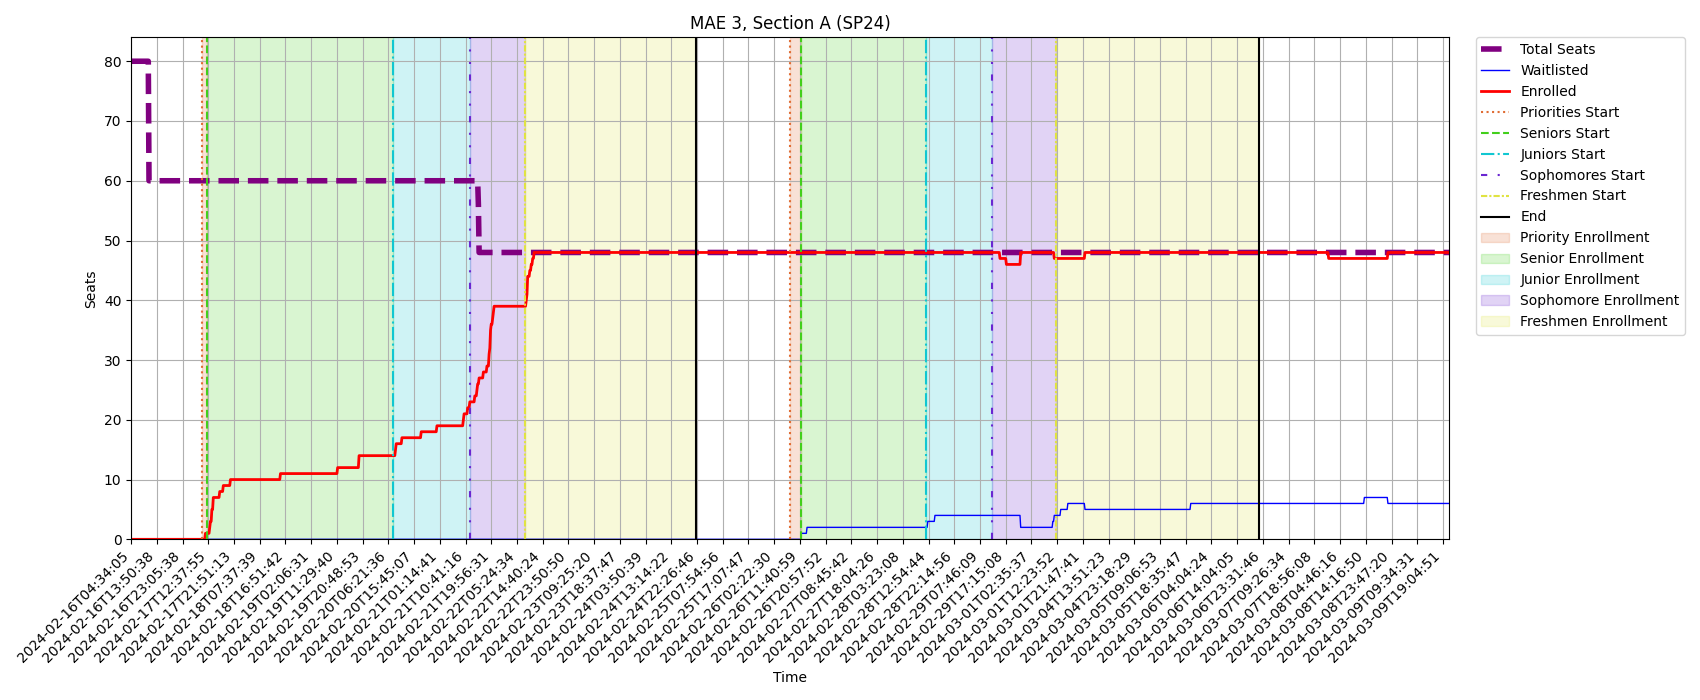 MAE 3, Section A (SP24)
Seats
80
70
60
50
40
30
20
10
0
2024-02-16T04:34:05
2024-02-16T13:50:38
2024-02-16T23:05:38
2024-02-17T12:37:55
2024-02-17T21:51:13
2024-02-18T07:37:39
2024-02-18T16:51:42
2024-02-19T02:06:31
2024-02-19T11:29:40
2024-02-19T20:48:53
2024-02-20T06:21:36
2024-02-20T15:45:07
2024-02-21T01:14:41
2024-02-21T10:41:16
2024-02-21T19:56:31
2024-02-22T05:24:34
2024-02-22T14:40:24
2024-02-22T23:50:50
2024-02-23T09:25:20
2024-02-23T18:37:47
2024-02-24T03:50:39
2024-02-24T13:14:22
2024-02-24T22:26:46
2024-02-25T07:54:56
2024-02-25T17:07:47
2024-02-26T02:22:30
2024-02-26T11:40:59
2024-02-26T20:57:52
2024-02-27T08:45:42
2024-02-27T18:04:26
2024-02-28T03:23:08
2024-02-28T12:54:44
2024-02-28T22:14:56
2024-02-29T07:46:09
2024-02-29T17:15:08
2024-03-01T02:35:37
2024-03-01T12:23:52
2024-03-01T21:47:41
2024-03-04T13:51:23
2024-03-04T23:18:29
2024-03-05T09:06:53
2024-03-05T18:35:47
2024-03-06T04:04:24
2024-03-06T14:04:05
2024-03-06T23:31:46
2024-03-07T09:26:34
2024-03-07T18:56:08
2024-03-08T04:46:16
2024-03-08T14:16:50
2024-03-08T23:47:20
2024-03-09T09:34:31
2024-03-09T19:04:51
Time
Total Seats
Waitlisted
Enrolled
Priorities Start
Seniors Start
Juniors Start
Sophomores Start
Freshmen Start
End
Priority Enrollment
Senior Enrollment
Junior Enrollment
Sophomore Enrollment
Freshmen Enrollment